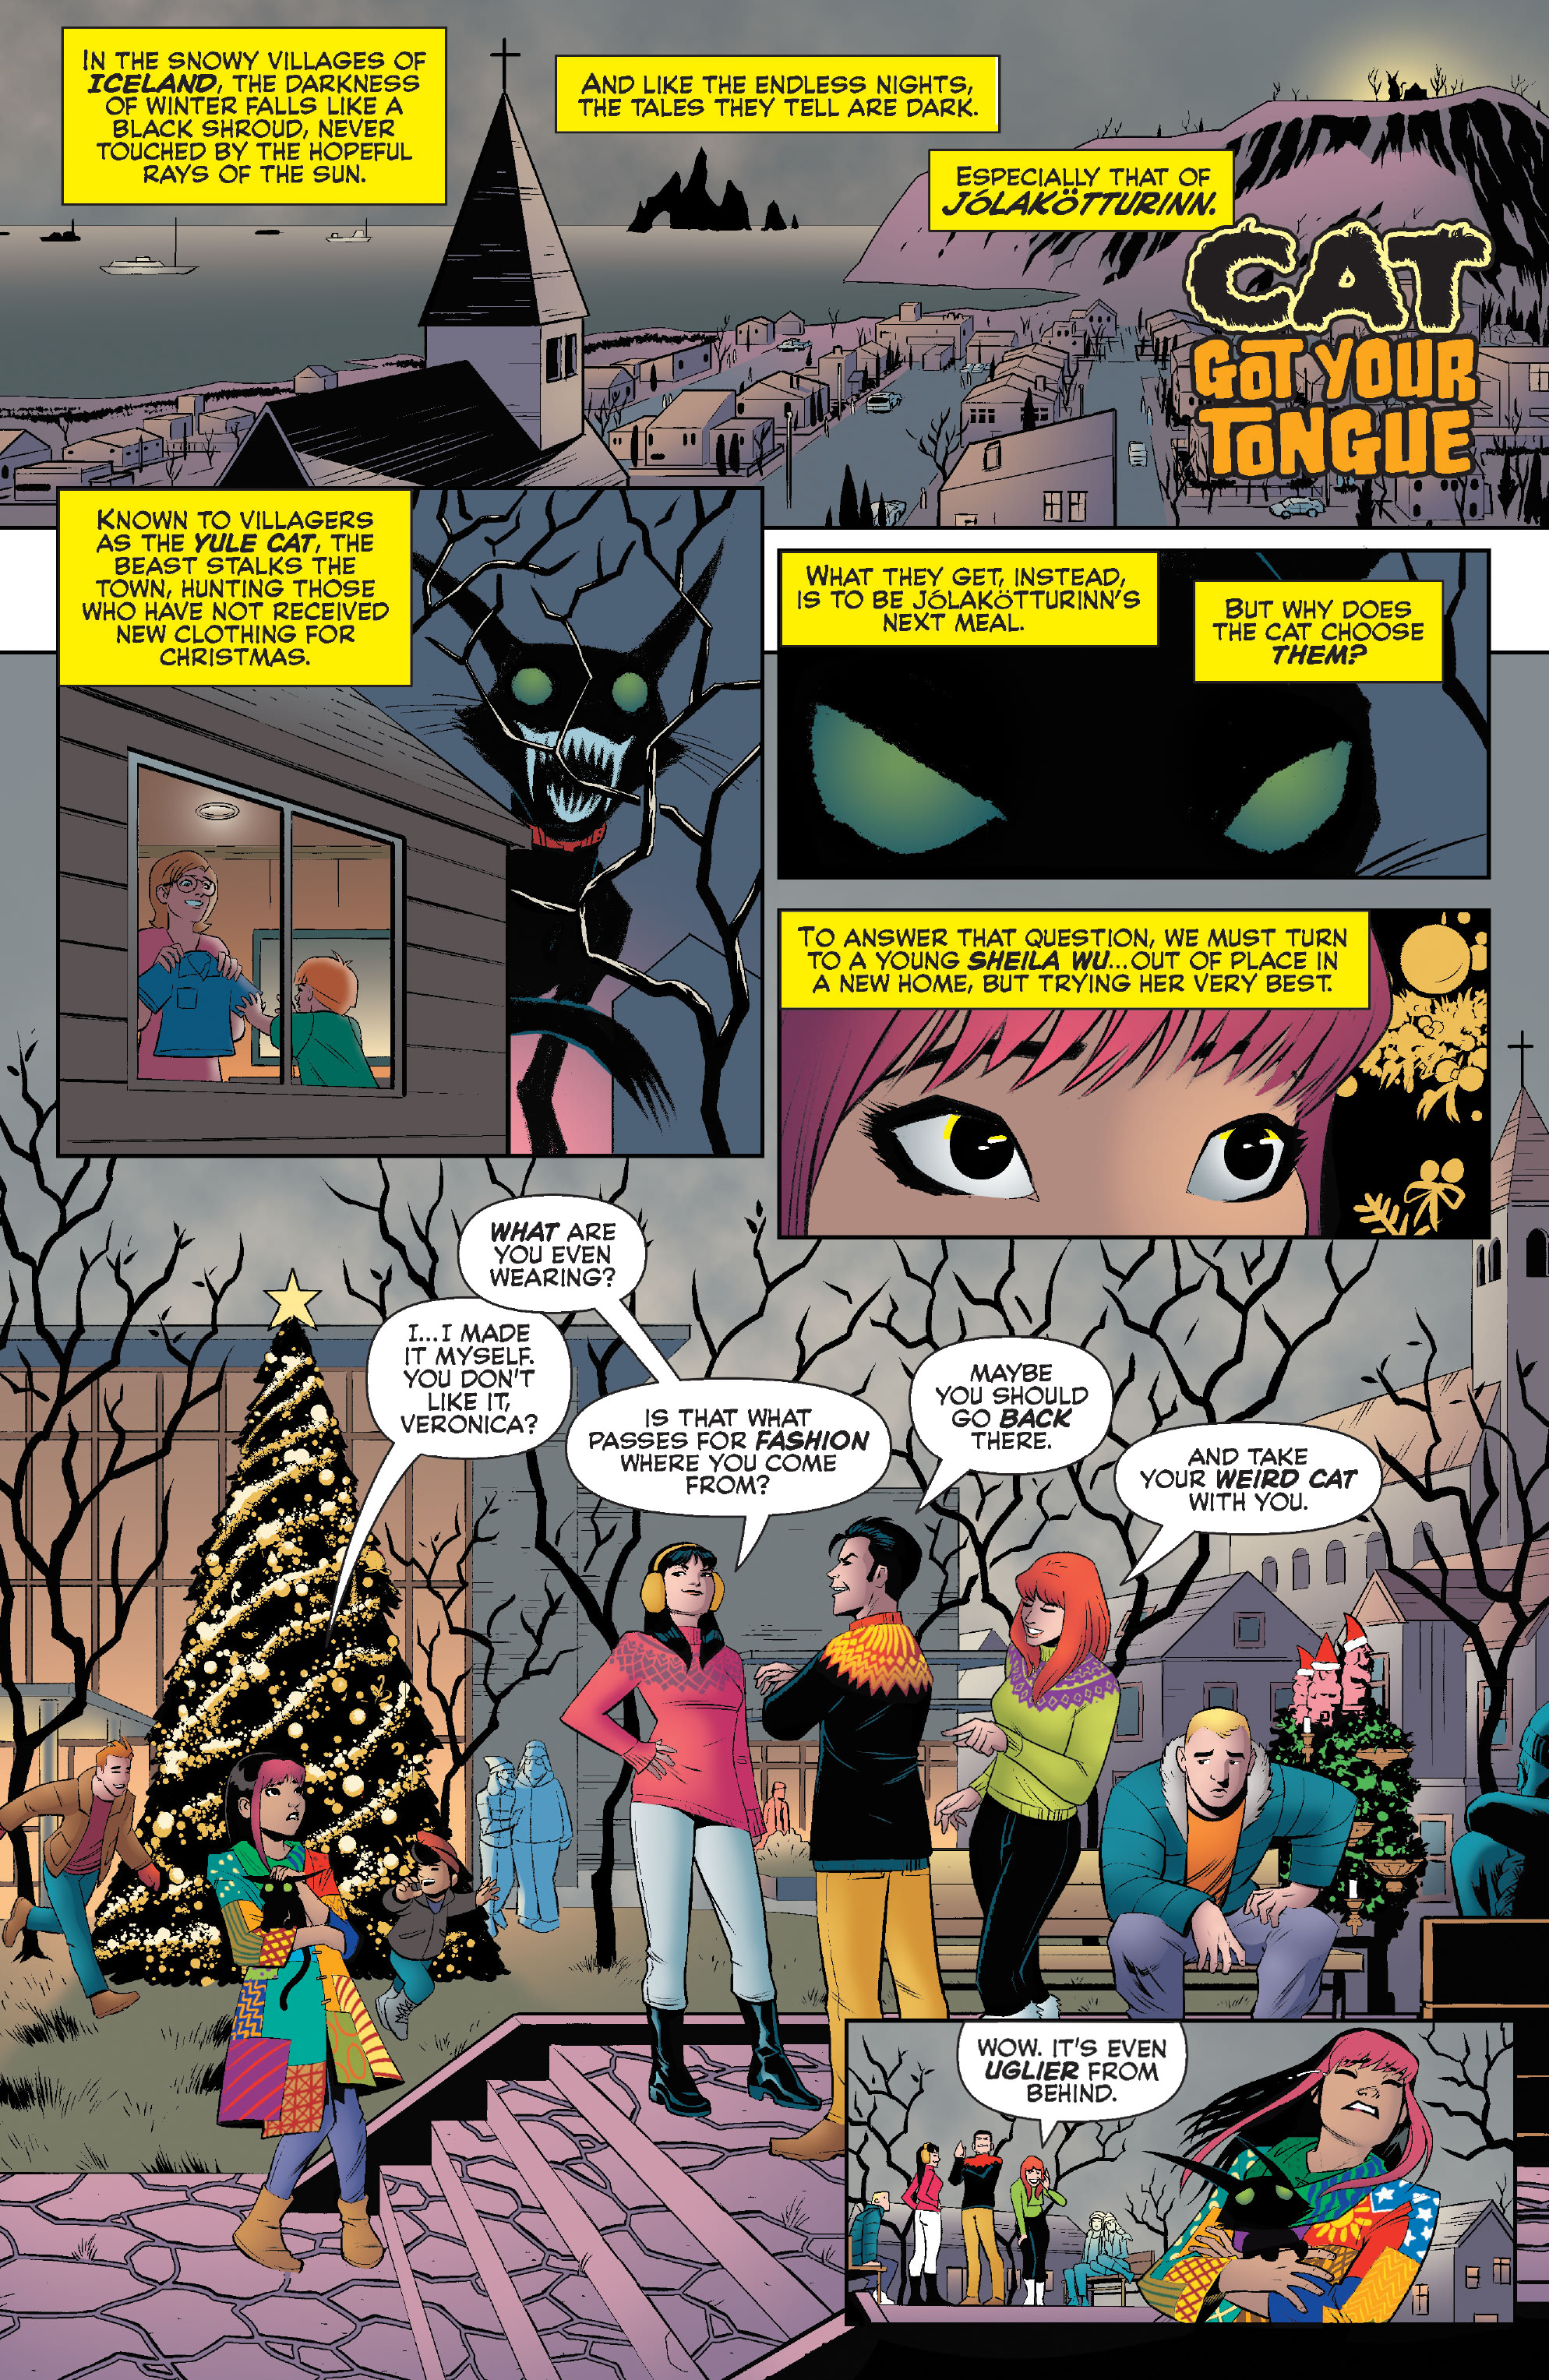 IN THE SNOWY VILLAGES OF
ICELAND, THE DARKNESS
OF WINTER FALLS LIKE A
BLACK SHROUD, NEVER
TOUCHED BY THE HOPEFUL
RAYS OF THE SUN.
AND LIKE THE ENDLESS NIGHTS,
THE TALES THEY TELL ARE DARK.
ESPECIALLY THAT OF
JÓLAKÖTTURINN.
CAT
GOT YOUR
TONGUE
KNOWN TO VILLAGERS
AS THE YULE CAT, THE
BEAST STALKS THE
TOWN, HUNTING THOSE
WHO HAVE NOT RECEIVED
NEW CLOTHING FOR
CHRISTMAS.
WHAT THEY GET, INSTEAD,
IS TO BE JÓLAKÖTTURINN'S
NEXT MEAL.
BUT WHY DOES
THE CAT CHOOSE
THEM?
TO ANSWER THAT QUESTION, WE MUST TURN
TO A YOUNG SHEILA WU...OUT OF PLACE IN
A NEW HOME, BUT TRYING HER VERY BEST.
WHAT ARE
YOU EVEN
WEARING?
I...I MADE
IT MYSELF.
YOU DON'T
LIKE IT,
VERONICA?
IS THAT WHAT
PASSES FOR FASHION
WHERE YOU COME
FROM?
MAYBE
YOU SHOULD
GO BACK
THERE.
AND TAKE
YOUR WEIRD CAT
WITH YOU.
WOW. IT'S EVEN
UGLIER FROM
BEHIND.